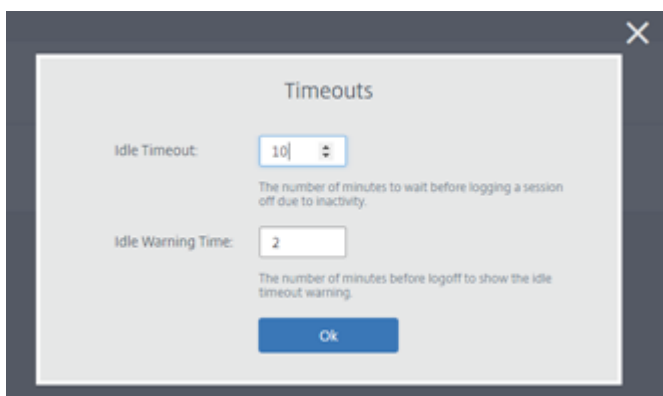 Timeouts
Idle Timeout:
10
The number of minutes to wait before logging a session
off due to inactivity.
Idle Warning Time:
2
The number of minutes before logoff to show the idle
timeout warning.
Ok